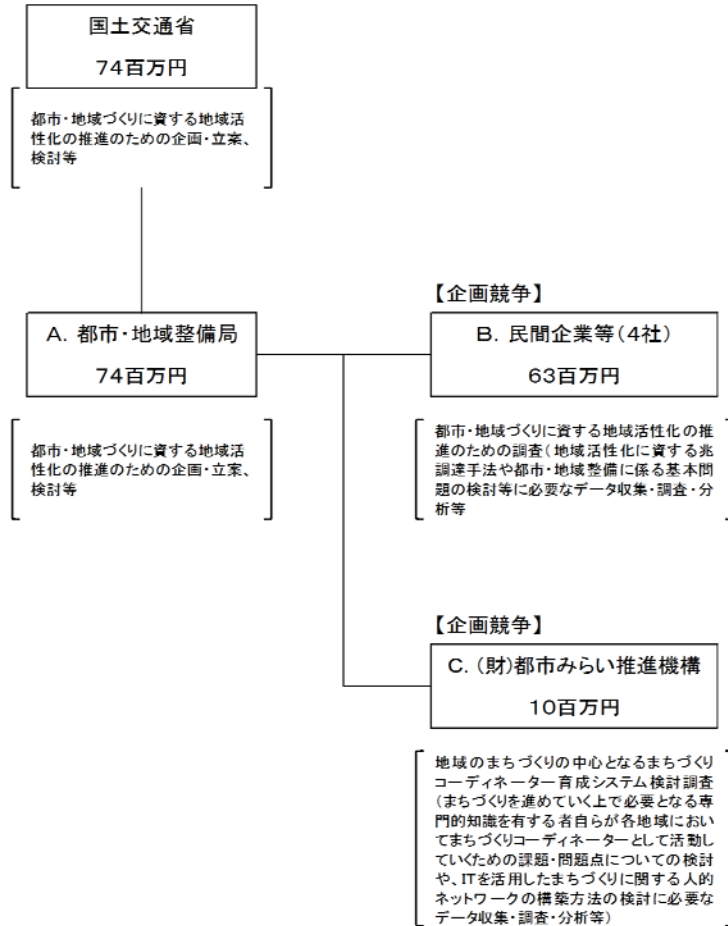 国土交通省
74百万円
都市・地域づくりに資する地域活
性化の推進のための企画・立案、
検討等
A. 都市・地域整備局
74百万円
都市・地域づくりに資する地域活
性化の推進のための企画・立案、
検討等
【企画競争】
B. 民間企業等(4社)
63百万円
都市・地域づくりに資する地域活性化の推
進のための調査(地域活性化に資する兆
調達手法や都市・地域整備に係る基本問
題の検討等に必要なデータ収集・調査・分
析等
【企画競争】
C. (財)都市みらい推進機構
10百万円
地域のまちづくりの中心となるまちづくり
コーディネーター育成システム検討調査
(まちづくりを進めていく上で必要となる専
門的知識を有する者自らが各地域におい
てまちづくりコーディネーターとして活動し
ていくための課題・問題点についての検討
や、ITを活用したまちづくりに関する人的
ネットワークの構築方法の検討に必要な
データ収集・調査・分析等)